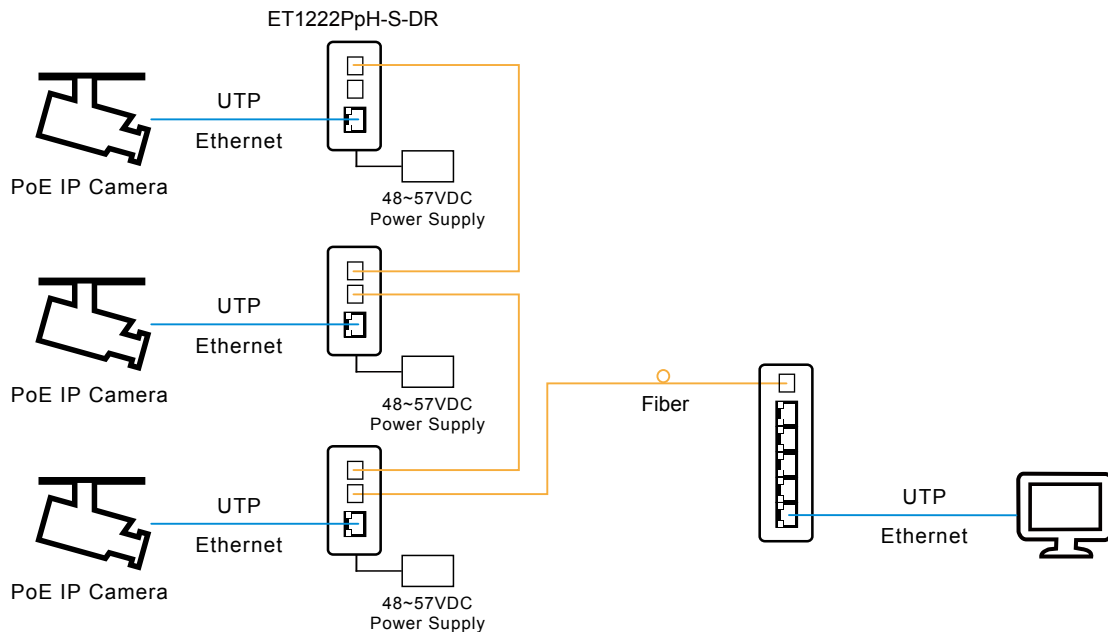 ET1222PpH-S-DR
UTP
Ethernet
PoE IP Camera
48~57VDC
Power Supply
UTP
Ethernet
PoE IP Camera
48~57VDC
Power Supply
Fiber
UTP
Ethernet
PoE IP Camera
48~57VDC
Power Supply
UTP
Ethernet